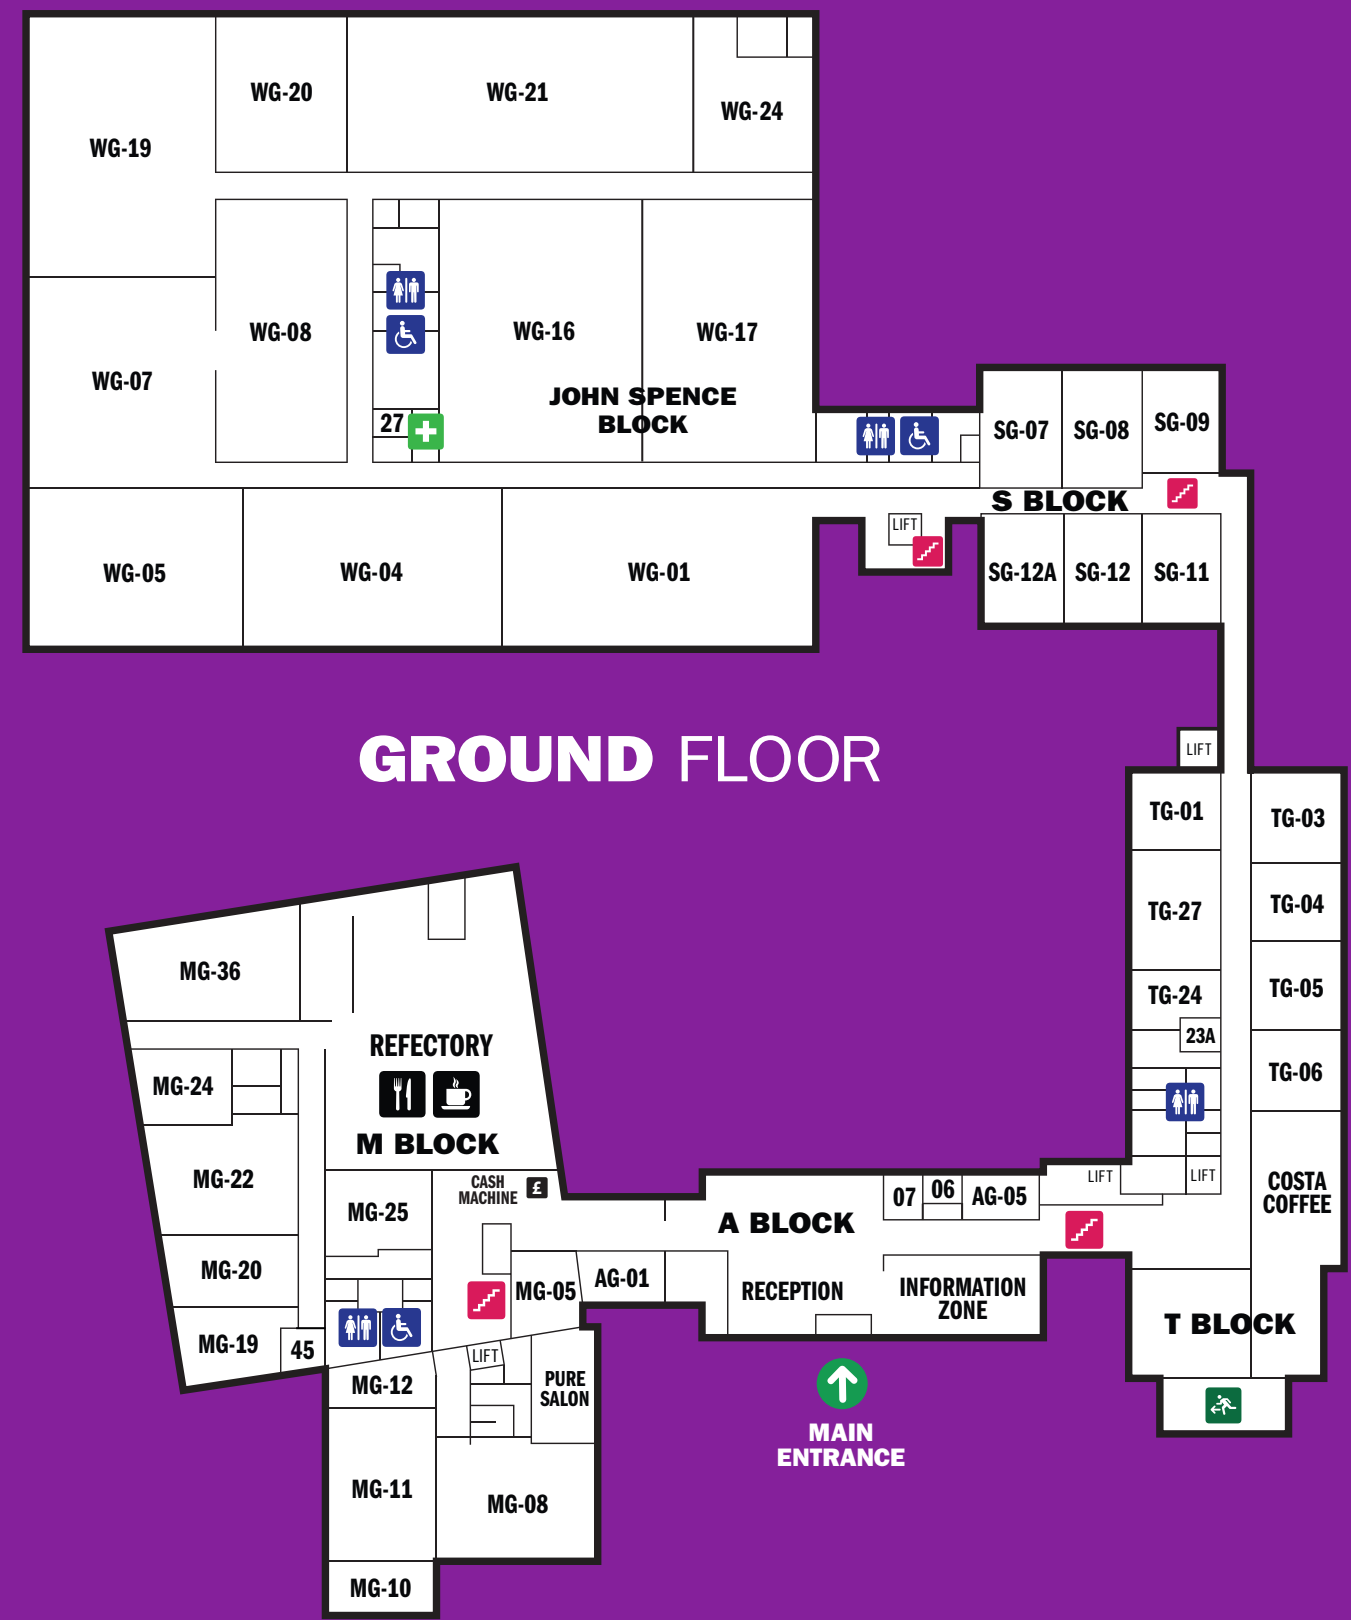 WG-20
WG-21
WG-24
WG-19
WG-08
WG-16
WG-17
WG-07
JOHN SPENCE
BLOCK
27
SG-07
SG-08
SG-09
S BLOCK
LIFT
WG-05
WG-04
WG-01
SG-12A
SG-12
SG-11
GROUND FLOOR
LIFT
TG-01
TG-03
TG-27
TG-04
TG-24
TG-05
23A
TG-06
LIFT
LIFT
COSTA
COFFEE
T BLOCK
MG-36
REFECTORY
MG-24
M BLOCK
MG-22
CASH
MACHINE
£
MG-25
MG-20
MG-19
45
MG-05
AG-01
A BLOCK
07
06
AG-05
RECEPTION
INFORMATION
ZONE
LIFT
MG-12
PURE
SALON
MG-11
MG-08
MG-10
MAIN
ENTRANCE